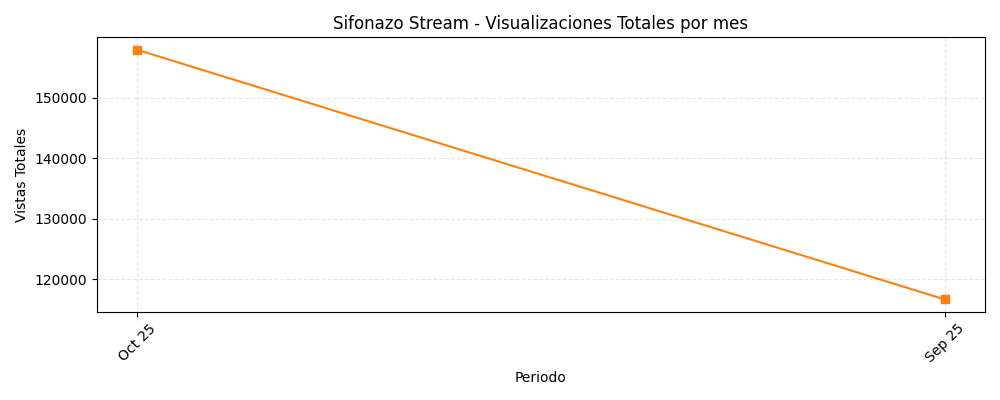 Sifonazo Stream - Visualizaciones Totales por mes
Vistas Totales
150000
140000
130000
120000
Oct 25
Sep 25
Periodo